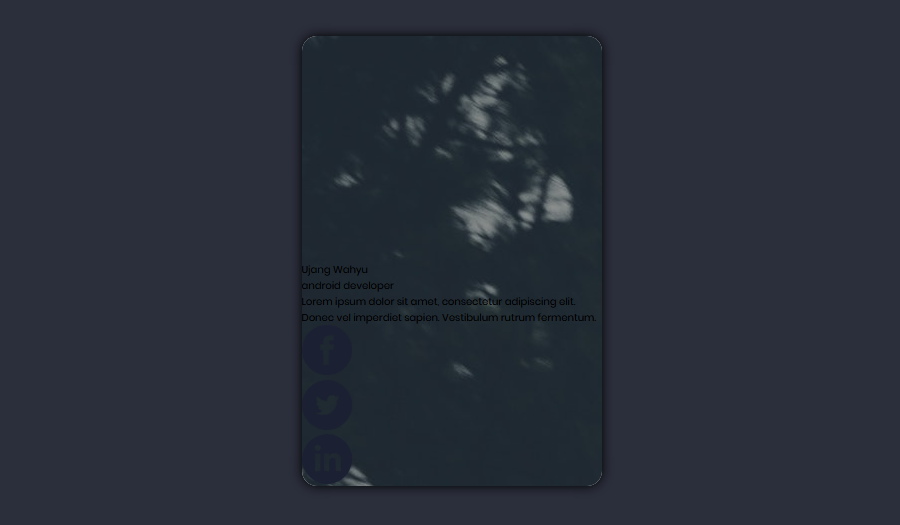 Ujang Wahyu
android developer
Lorem ipsum dolor sit amet, consectetur adipiscing elit.
Donec vel imperdiet sapien. Vestibulum rutrum fermentum.
f
in